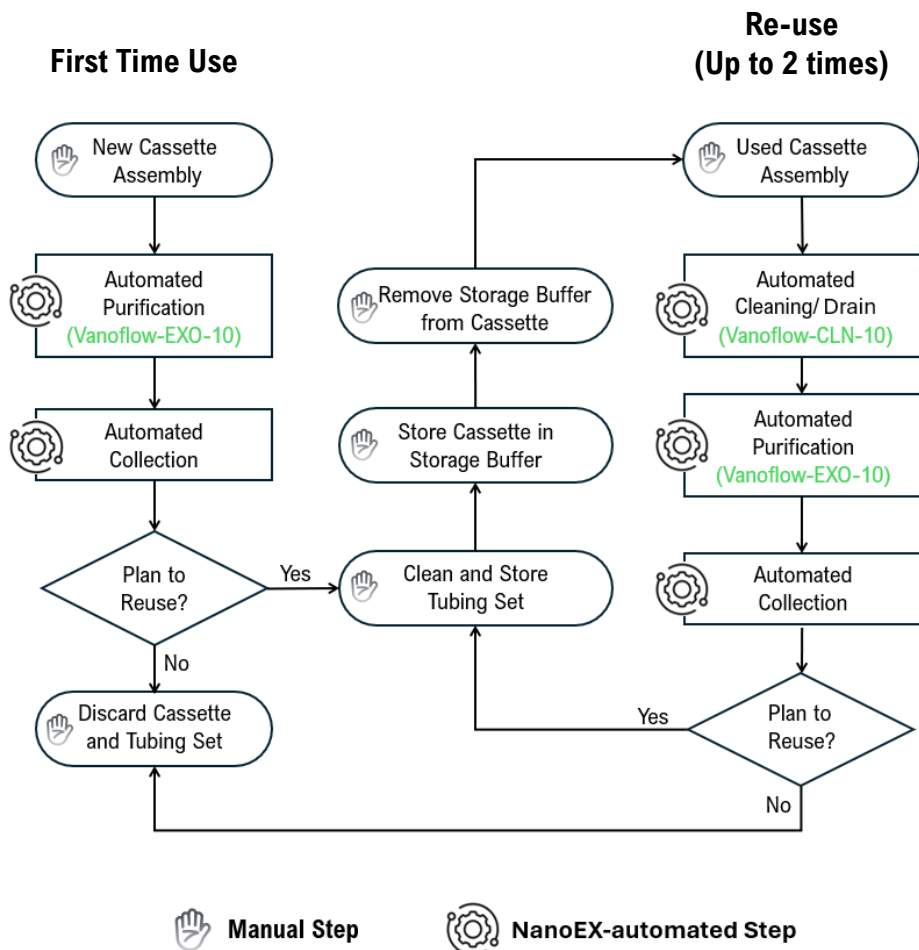 First Time Use
Re-use
(Up to 2 times)
New Cassette
Assembly
Automated
Purification
(Vanoflow-EXO-10)
Automated
Collection
Plan to
Reuse?
Yes
No
Discard Cassette
and Tubing Set
Remove Storage Buffer
from Cassette
Store Cassette in
Storage Buffer
Clean and Store
Tubing Set
Used Cassette
Assembly
Automated
Cleaning/ Drain
(Vanoflow-CLN-10)
Automated
Purification
(Vanoflow-EXO-10)
Automated
Collection
Plan to
Reuse?
Yes
No
Manual Step
NanoEX-automated Step